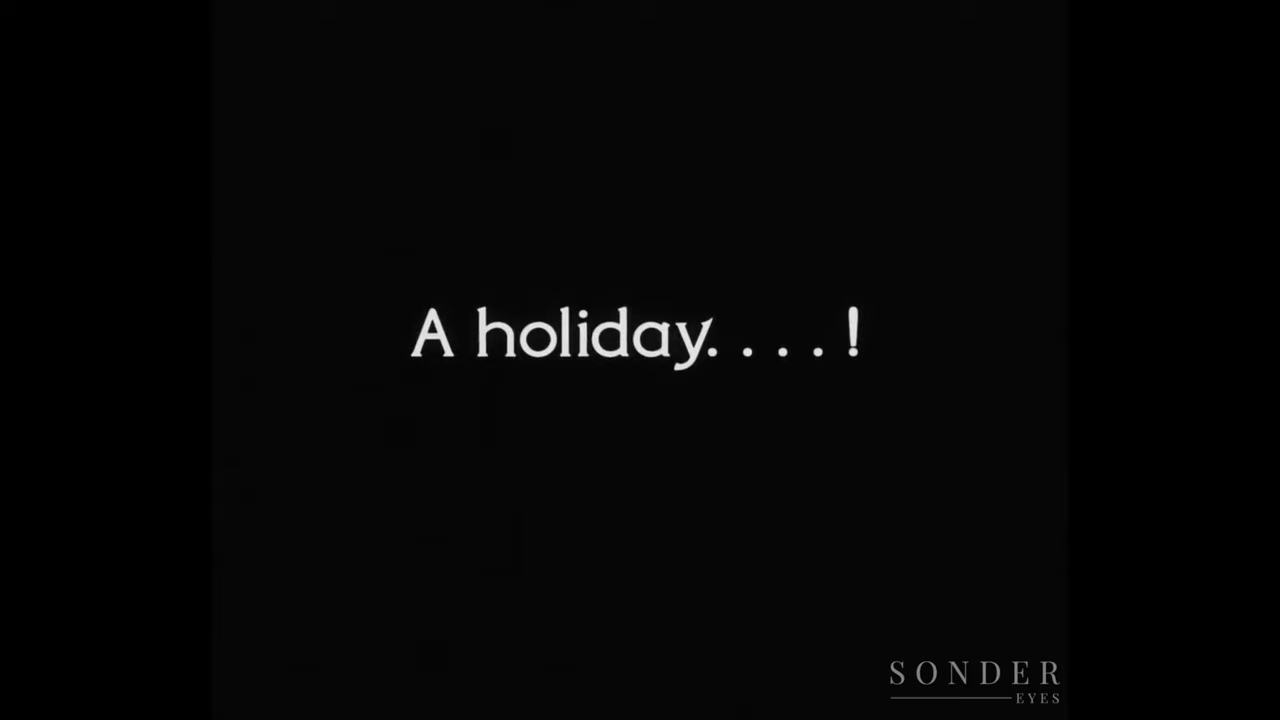 A holiday. . . . !
SONDER
EYES